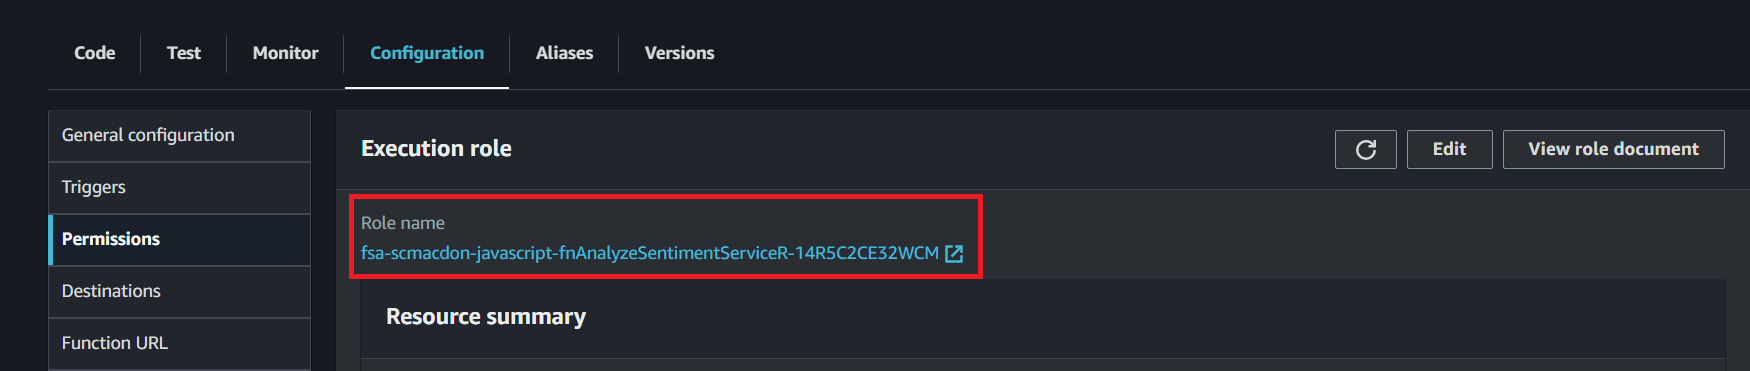 Code Test Monitor Configuration Aliases Versions
General configuration
Triggers
Permissions
Destinations
Function URL
Execution role
Edit
View role document
Role name
fsa-scmacdon-javascript-fnAnalyzeSentimentServiceR-14R5C2CE32WCM
Resource summary